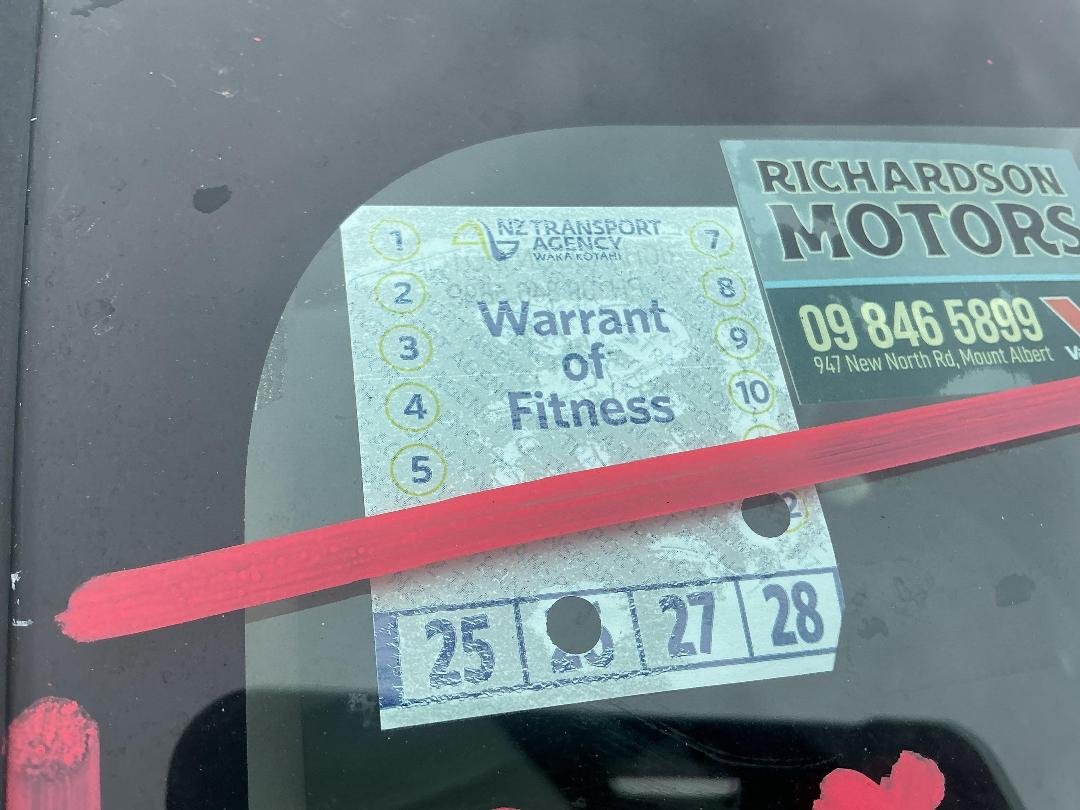 1
2
3
4
5
NZ TRANSPORT
AGENCY
WAKA KOTAHI
Warrant
of
Fitness
7
8
9
10
25
27
28
RICHARDSON
MOTORS
09 846 5899
947 New North Rd, Mount Albert